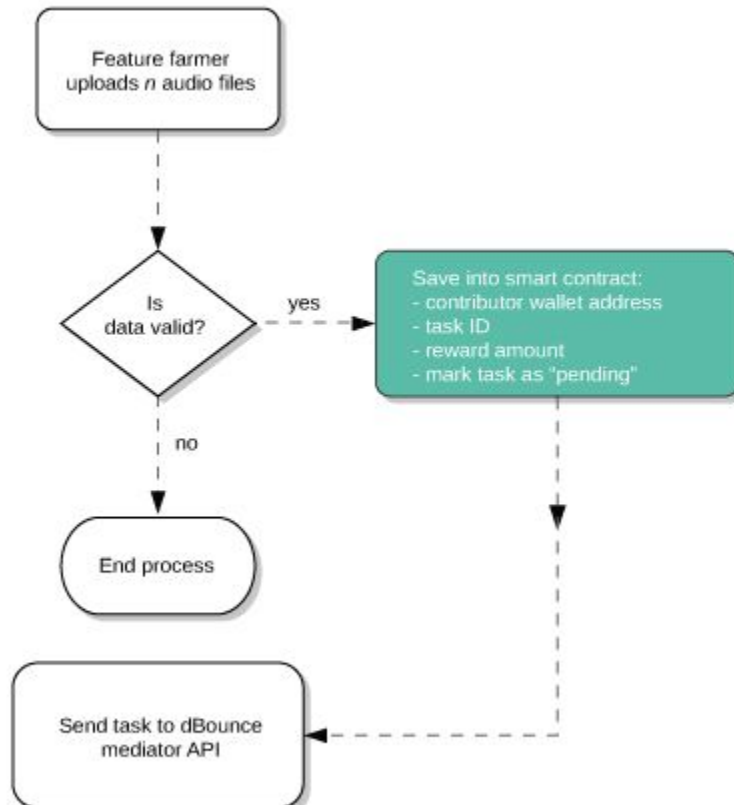 Feature farmer
uploads n audio files
Is
data valid?
yes
Save into smart contract:
- contributor wallet address
- task ID
- reward amount
- mark task as “pending”
no
End process
Send task to dBounce
mediator API